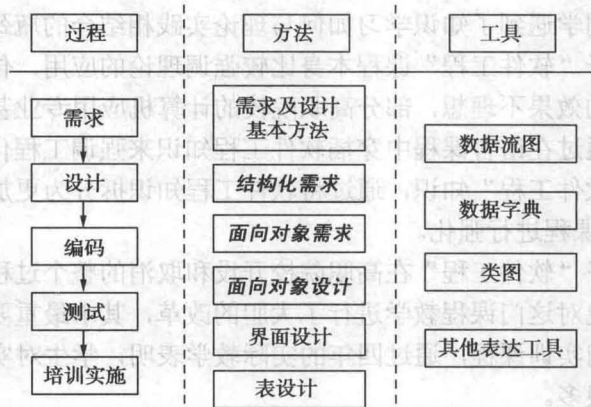 过程
方法
工具
需求
设计
编码
测试
培训实施
需求及设计
基本方法
结构化需求
面向对象需求
面向对象设计
界面设计
表设计
数据流图
数据字典
类图
其他表达工具